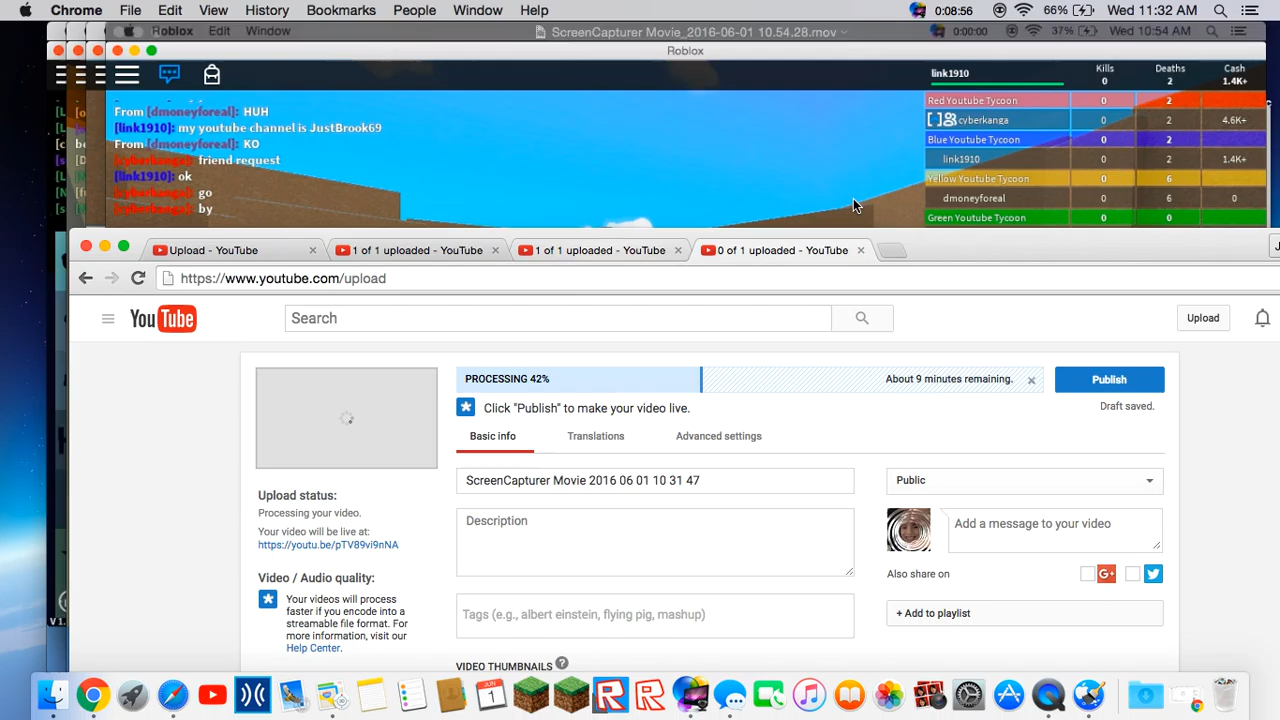 Chrome File Edit View History Bookmarks People Window Help 08:56 66% Wed 11:32 AM
Roblox Edit Window ScreenCapturer Movie_2016-06-01 10.54.28.mov 0:00:00 37% Wed 10:54 AM
Roblox
link1910 Kills Deaths Cash
0 2 1.4K+
From [dmoneyforeal]: HUH
[link1910]: my youtube channel is JustBrook69
From [dmoneyforeal]: KO
[cyberkanga]: friend request
[link1910]: ok
[cyberkanga]: go
[cyberkanga]: by
Red Youtube Tycoon 0 2
cyberkanga 0 2 4.6K+
Blue Youtube Tycoon 0 2
link1910 0 2 1.4K+
Yellow Youtube Tycoon 0 6
dmoneyforeal 0 6 0
Green Youtube Tycoon 0 0
Upload - YouTube 1 of 1 uploaded - YouTube 1 of 1 uploaded - YouTube 0 of 1 uploaded - YouTube
https://www.youtube.com/upload
YouTube Search Upload
PROCESSING 42% About 9 minutes remaining. Publish
Click "Publish" to make your video live. Draft saved.
Basic info Translations Advanced settings
ScreenCapturer Movie 2016 06 01 10 31 47
Public
Description
Add a message to your video
Also share on
Tags (e.g., albert einstein, flying pig, mashup)
+ Add to playlist
VIDEO THUMBNAILS ?
Upload status:
Processing your video.
Your video will be live at:
https://youtu.be/pTV89vi9nNA
Video / Audio quality:
Your videos will process
faster if you encode into a
streamable file format. For
more information, visit our
Help Center.